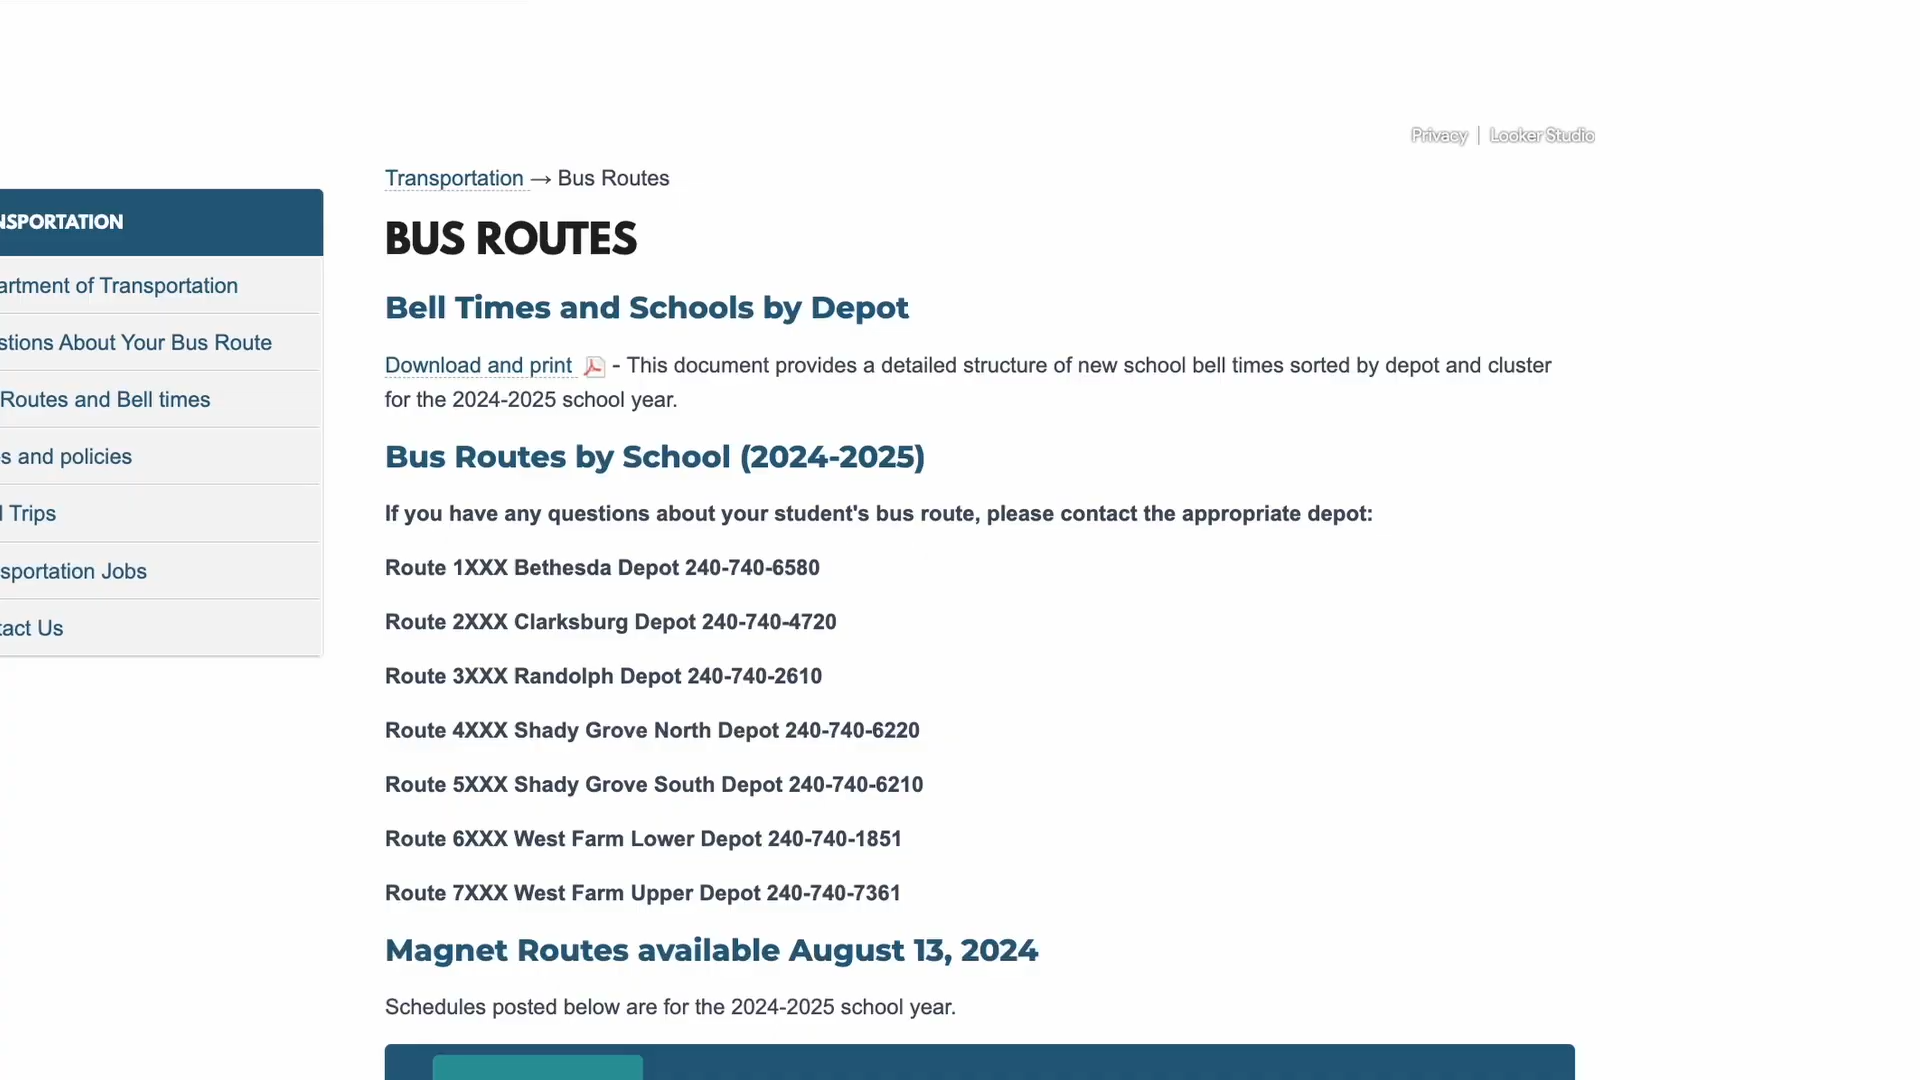 Privacy | Looker Studio
Transportation → Bus Routes
NSPORTATION
artment of Transportation
stions About Your Bus Route
Routes and Bell times
s and policies
l Trips
sportation Jobs
tact Us
BUS ROUTES
Bell Times and Schools by Depot
Download and print - This document provides a detailed structure of new school bell times sorted by depot and cluster
for the 2024-2025 school year.
Bus Routes by School (2024-2025)
If you have any questions about your student's bus route, please contact the appropriate depot:
Route 1XXX Bethesda Depot 240-740-6580
Route 2XXX Clarksburg Depot 240-740-4720
Route 3XXX Randolph Depot 240-740-2610
Route 4XXX Shady Grove North Depot 240-740-6220
Route 5XXX Shady Grove South Depot 240-740-6210
Route 6XXX West Farm Lower Depot 240-740-1851
Route 7XXX West Farm Upper Depot 240-740-7361
Magnet Routes available August 13, 2024
Schedules posted below are for the 2024-2025 school year.